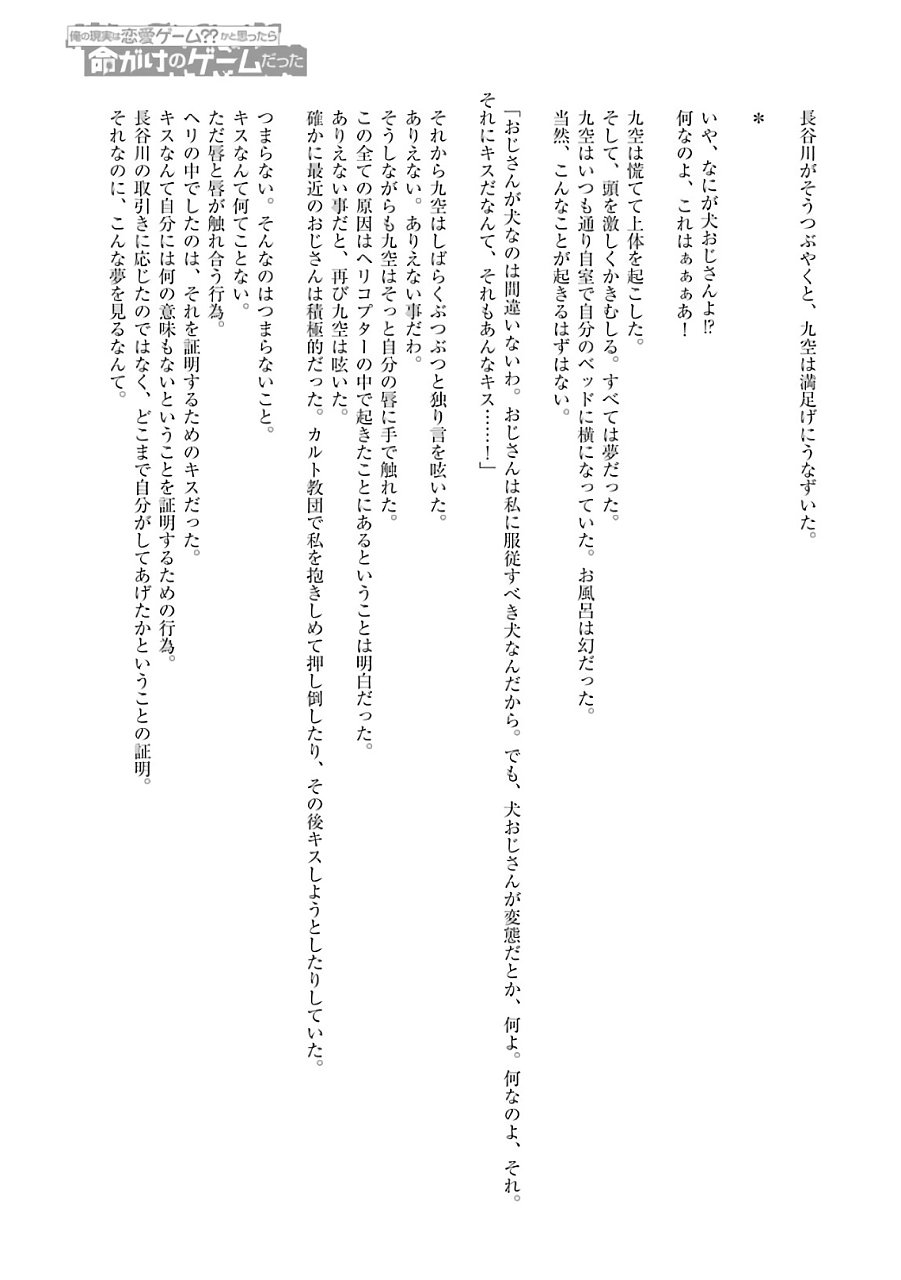 俺の現実は恋愛ゲーム??かと思ったら
命がけのゲームだった
長谷川がそうつぶやくと、九空は満足げにうなずいた。
＊
いや、なにが犬おじさんよ!?
何なのよ、これはぁぁぁあ！
九空は慌てて上体を起こした。
そして、頭を激しくかきむしる。すべては夢だった。
九空はいつも通り自室で自分のベッドに横になっていた。お風呂は幻だった。
当然、こんなことが起きるはずはない。
「おじさんが犬なのは間違いないわ。おじさんは私に服従すべき犬なんだから。でも、犬おじさんが変態だとか、何よ。何なのよ、それ。
それにキスだなんて、それもあんなキス……！」
それから九空はしばらくぶつぶつと独り言を呟いた。
ありえない。ありえない事だわ。
そうしながらも九空はそっと自分の唇に手で触れた。
この全ての原因はヘリコプターの中で起きたことにあるということは明白だった。
ありえない事だと、再び九空は呟いた。
確かに最近のおじさんは積極的だった。カルト教団で私を抱きしめて押し倒したり、その後キスしようとしたりしていた。
つまらない。そんなのはつまらないこと。
キスなんて何てことない。
ただ唇と唇が触れ合う行為。
ヘリの中でしたのは、それを証明するためのキスだった。
キスなんて自分には何の意味もないということを証明するための行為。
長谷川の取引きに応じたのではなく、どこまで自分がしてあげたかということの証明。
それなのに、こんな夢を見るなんて。